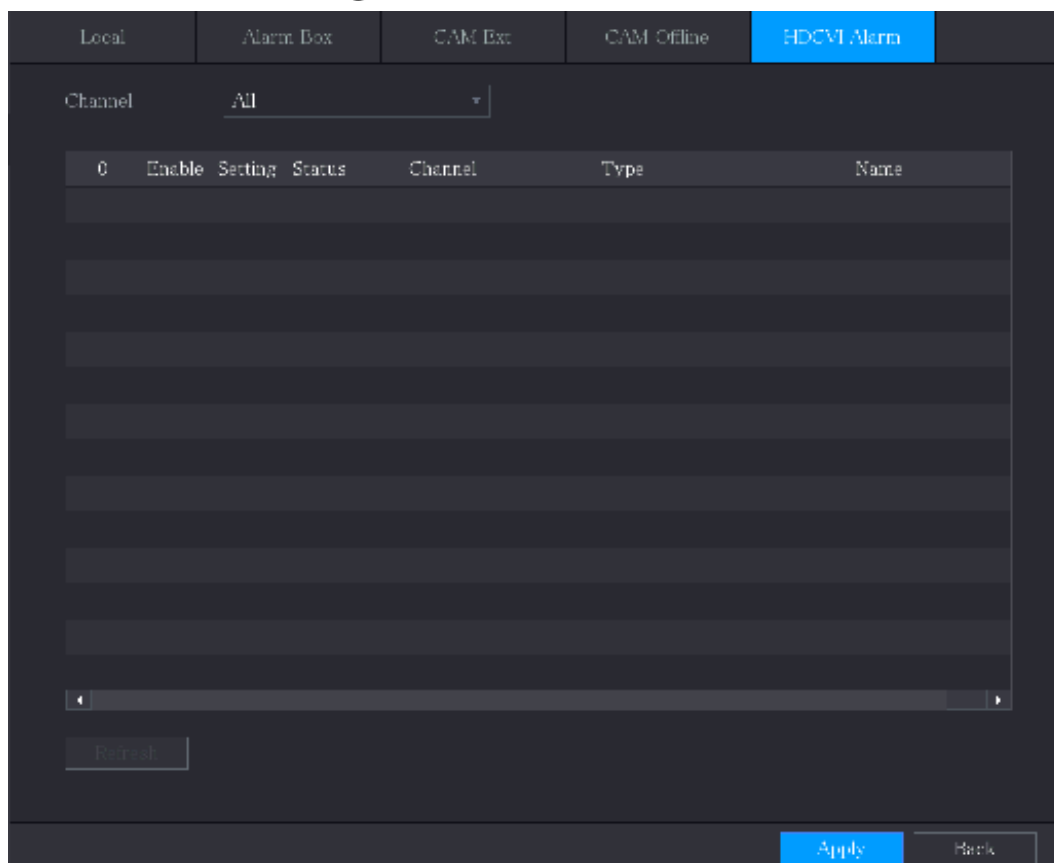 Local Alarm Box CAM Ext CAM Offline HDCVI Alarm
Channel All
0 Enable Setting Status Channel Type Name
Refresh
Apply Back